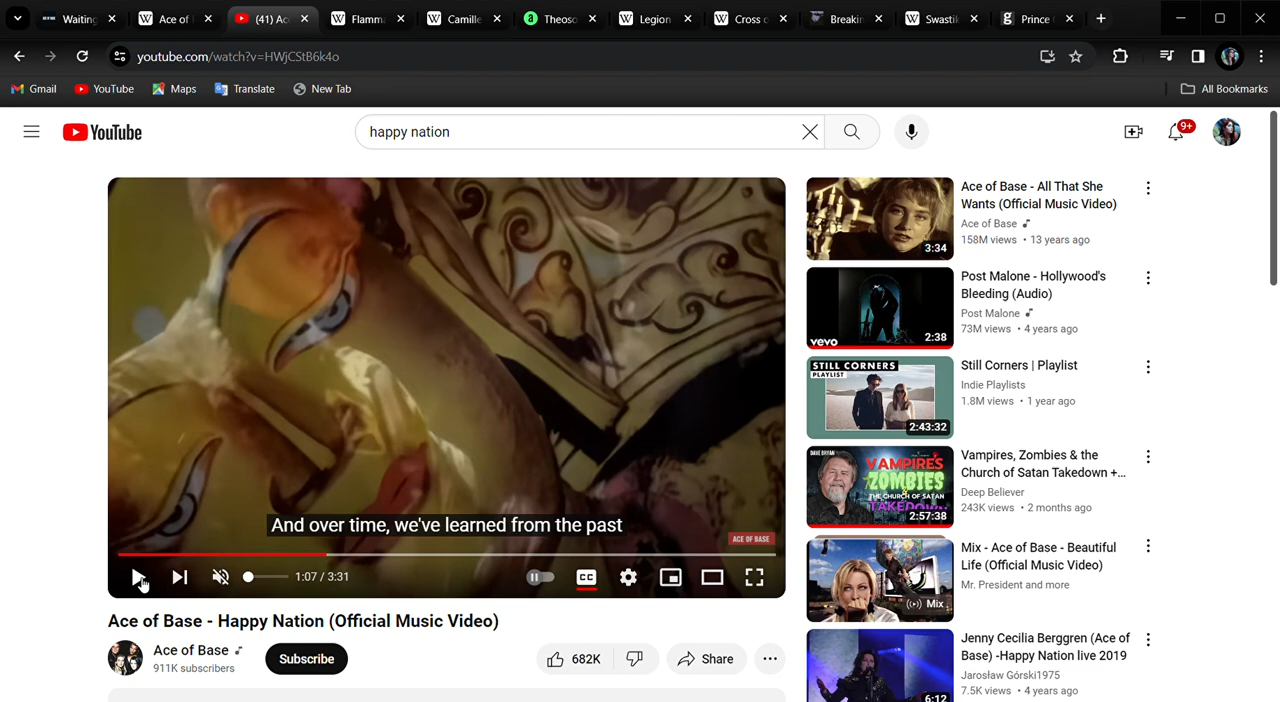 Waiting
Ace of
(41) Ac
Flamm
Camille
Theoso
Legion
Cross
Breakin
Swastik
Prince
youtube.com/watch?v=HWjCStB6k4o
Gmail
YouTube
Maps
Translate
New Tab
All Bookmarks
YouTube
happy nation
9+
And over time, we've learned from the past
ACE OF BASE
1:07 / 3:31
CC
Ace of Base - Happy Nation (Official Music Video)
Ace of Base
911K subscribers
Subscribe
682K
Share
3:34
Ace of Base - All That She
Wants (Official Music Video)
Ace of Base
158M views • 13 years ago
vevo
2:38
Post Malone - Hollywood's
Bleeding (Audio)
Post Malone
73M views • 4 years ago
STILL CORNERS
PLAYLIST
2:43:32
Still Corners | Playlist
Indie Playlists
1.8M views • 1 year ago
DAVE BRYAN
VAMPIRES
ZOMBIES
THE CHURCH OF SATAN
TAKEDOWN
2:57:38
Vampires, Zombies & the
Church of Satan Takedown +...
Deep Believer
243K views • 2 months ago
Mix
Mix - Ace of Base - Beautiful
Life (Official Music Video)
Mr. President and more
6:12
Jenny Cecilia Berggren (Ace of
Base) -Happy Nation live 2019
Jarosław Górski1975
7.5K views • 4 years ago